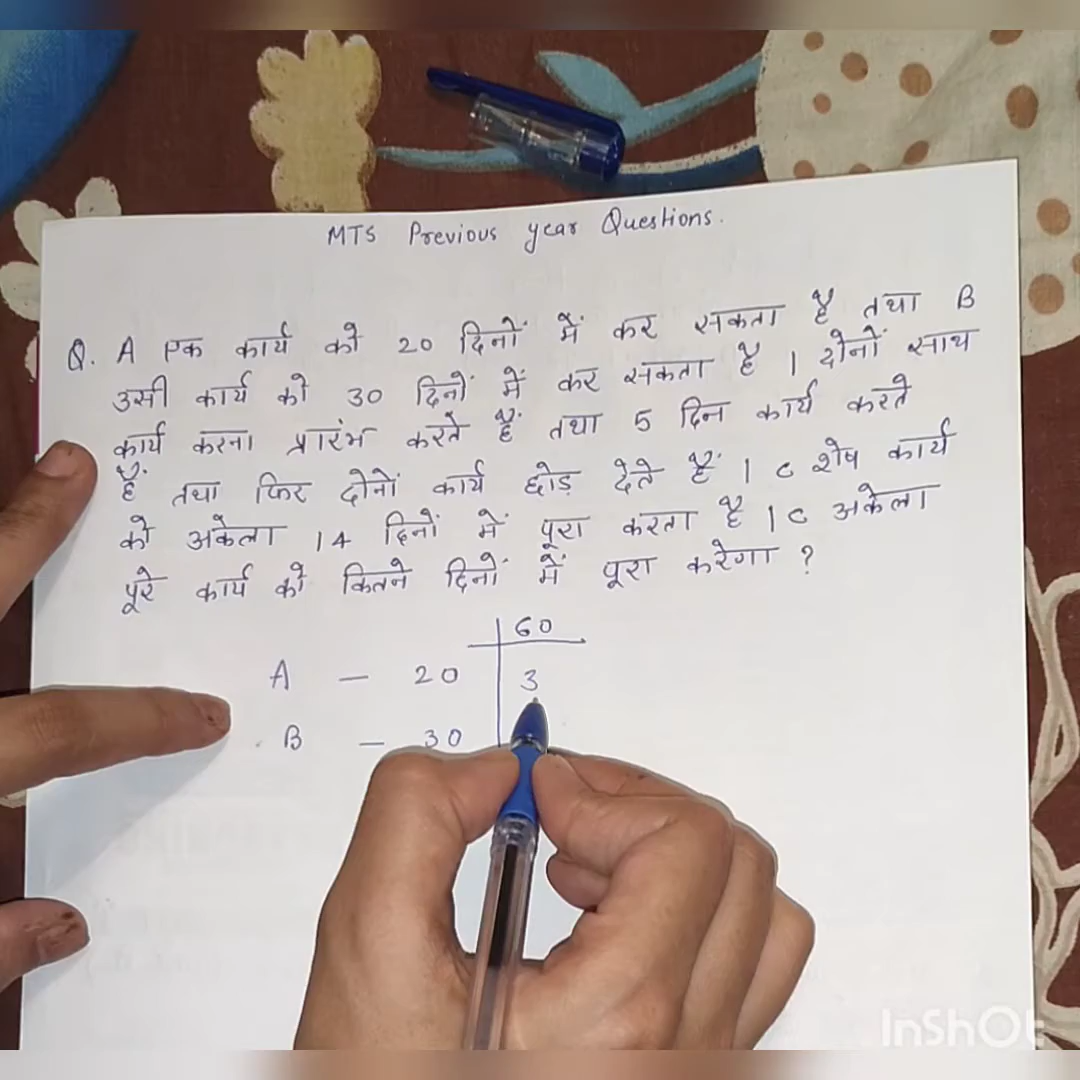 MTS Previous year Questions.
Q. A एक कार्य को 20 दिनों में कर सकता है तथा B
उसी कार्य को 30 दिनों में कर सकता है । दोनों साथ
कार्य करना प्रारंभ करते हैं तथा 5 दिन कार्य करते
हैं तथा फिर दोनों कार्य छोड़ देते हैं । C शेष कार्य
को अकेला 14 दिनों में पूरा करता है । C अकेला
पूरे कार्य को कितने दिनों में पूरा करेगा ?
60
A — 20 3
B — 30
InShOt